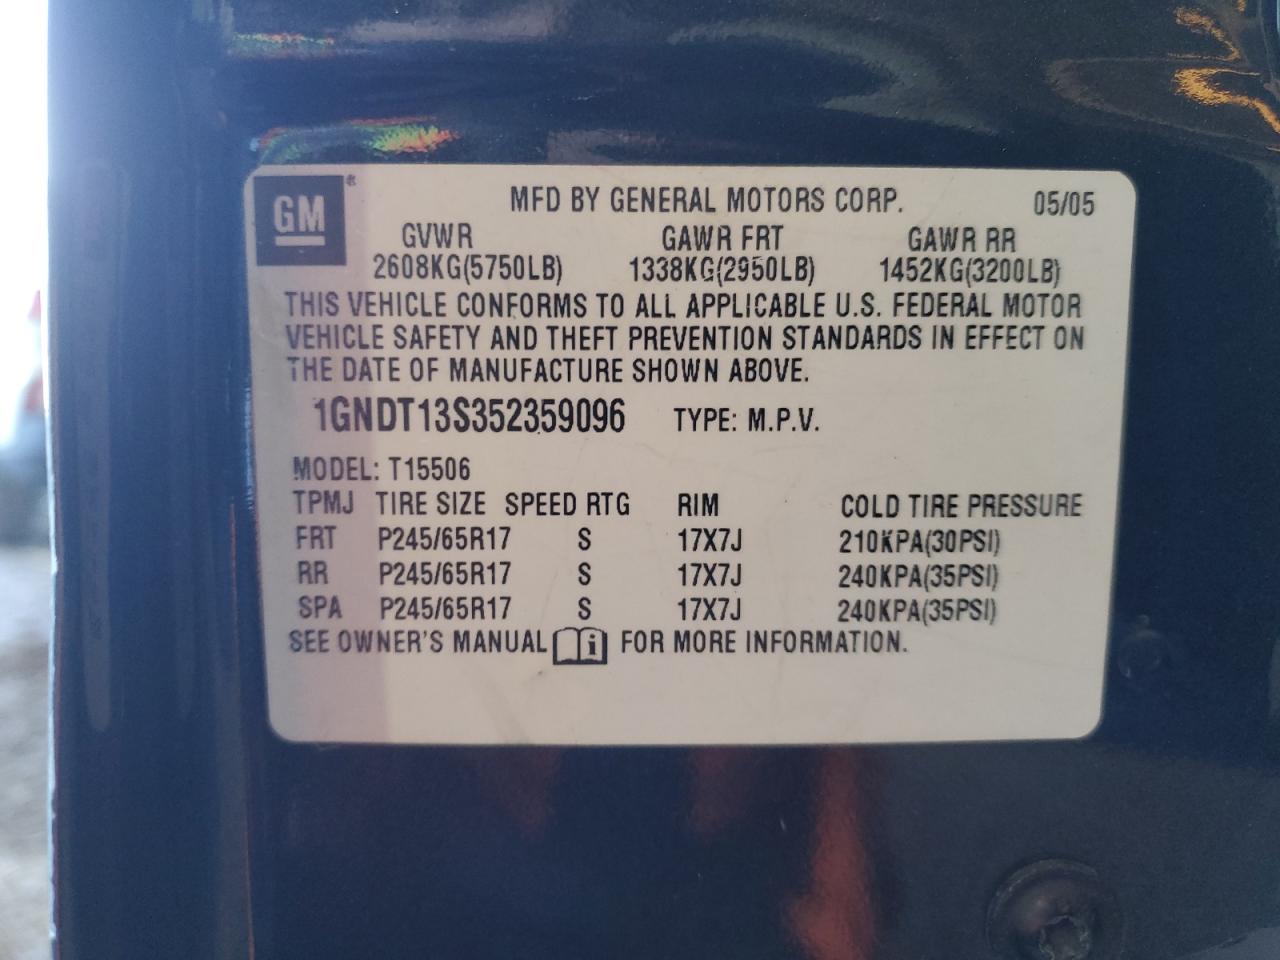 GM®
MFD BY GENERAL MOTORS CORP. 05/05
GVWR GAWR FRT GAWR RR
2608KG(5750LB) 1338KG(2950LB) 1452KG(3200LB)
THIS VEHICLE CONFORMS TO ALL APPLICABLE U.S. FEDERAL MOTOR
VEHICLE SAFETY AND THEFT PREVENTION STANDARDS IN EFFECT ON
THE DATE OF MANUFACTURE SHOWN ABOVE.
1GNDT13S352359096 TYPE: M.P.V.
MODEL: T15506
TPMJ TIRE SIZE SPEED RTG RIM COLD TIRE PRESSURE
FRT P245/65R17 S 17X7J 210KPA(30PSI)
RR P245/65R17 S 17X7J 240KPA(35PSI)
SPA P245/65R17 S 17X7J 240KPA(35PSI)
SEE OWNER'S MANUAL i FOR MORE INFORMATION.